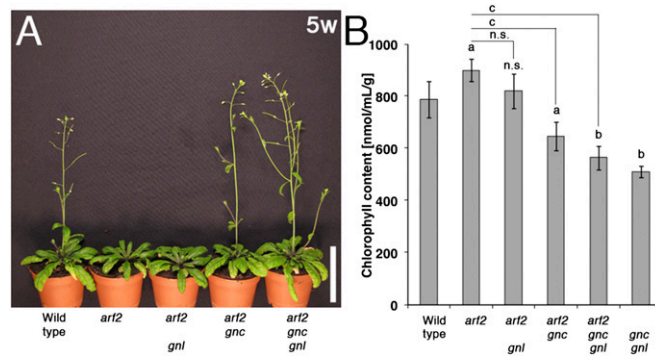 A
5w
Wild type
arf2
arf2 gnl
arf2 gnc
arf2 gnc gnl
B
Chlorophyll content [nmol/mL/g]
1000
800
600
400
200
0
c
c
n.s.
a
n.s.
a
b
b
Wild type
arf2
arf2 gnl
arf2 gnc
arf2 gnc gnl
gnc gnl